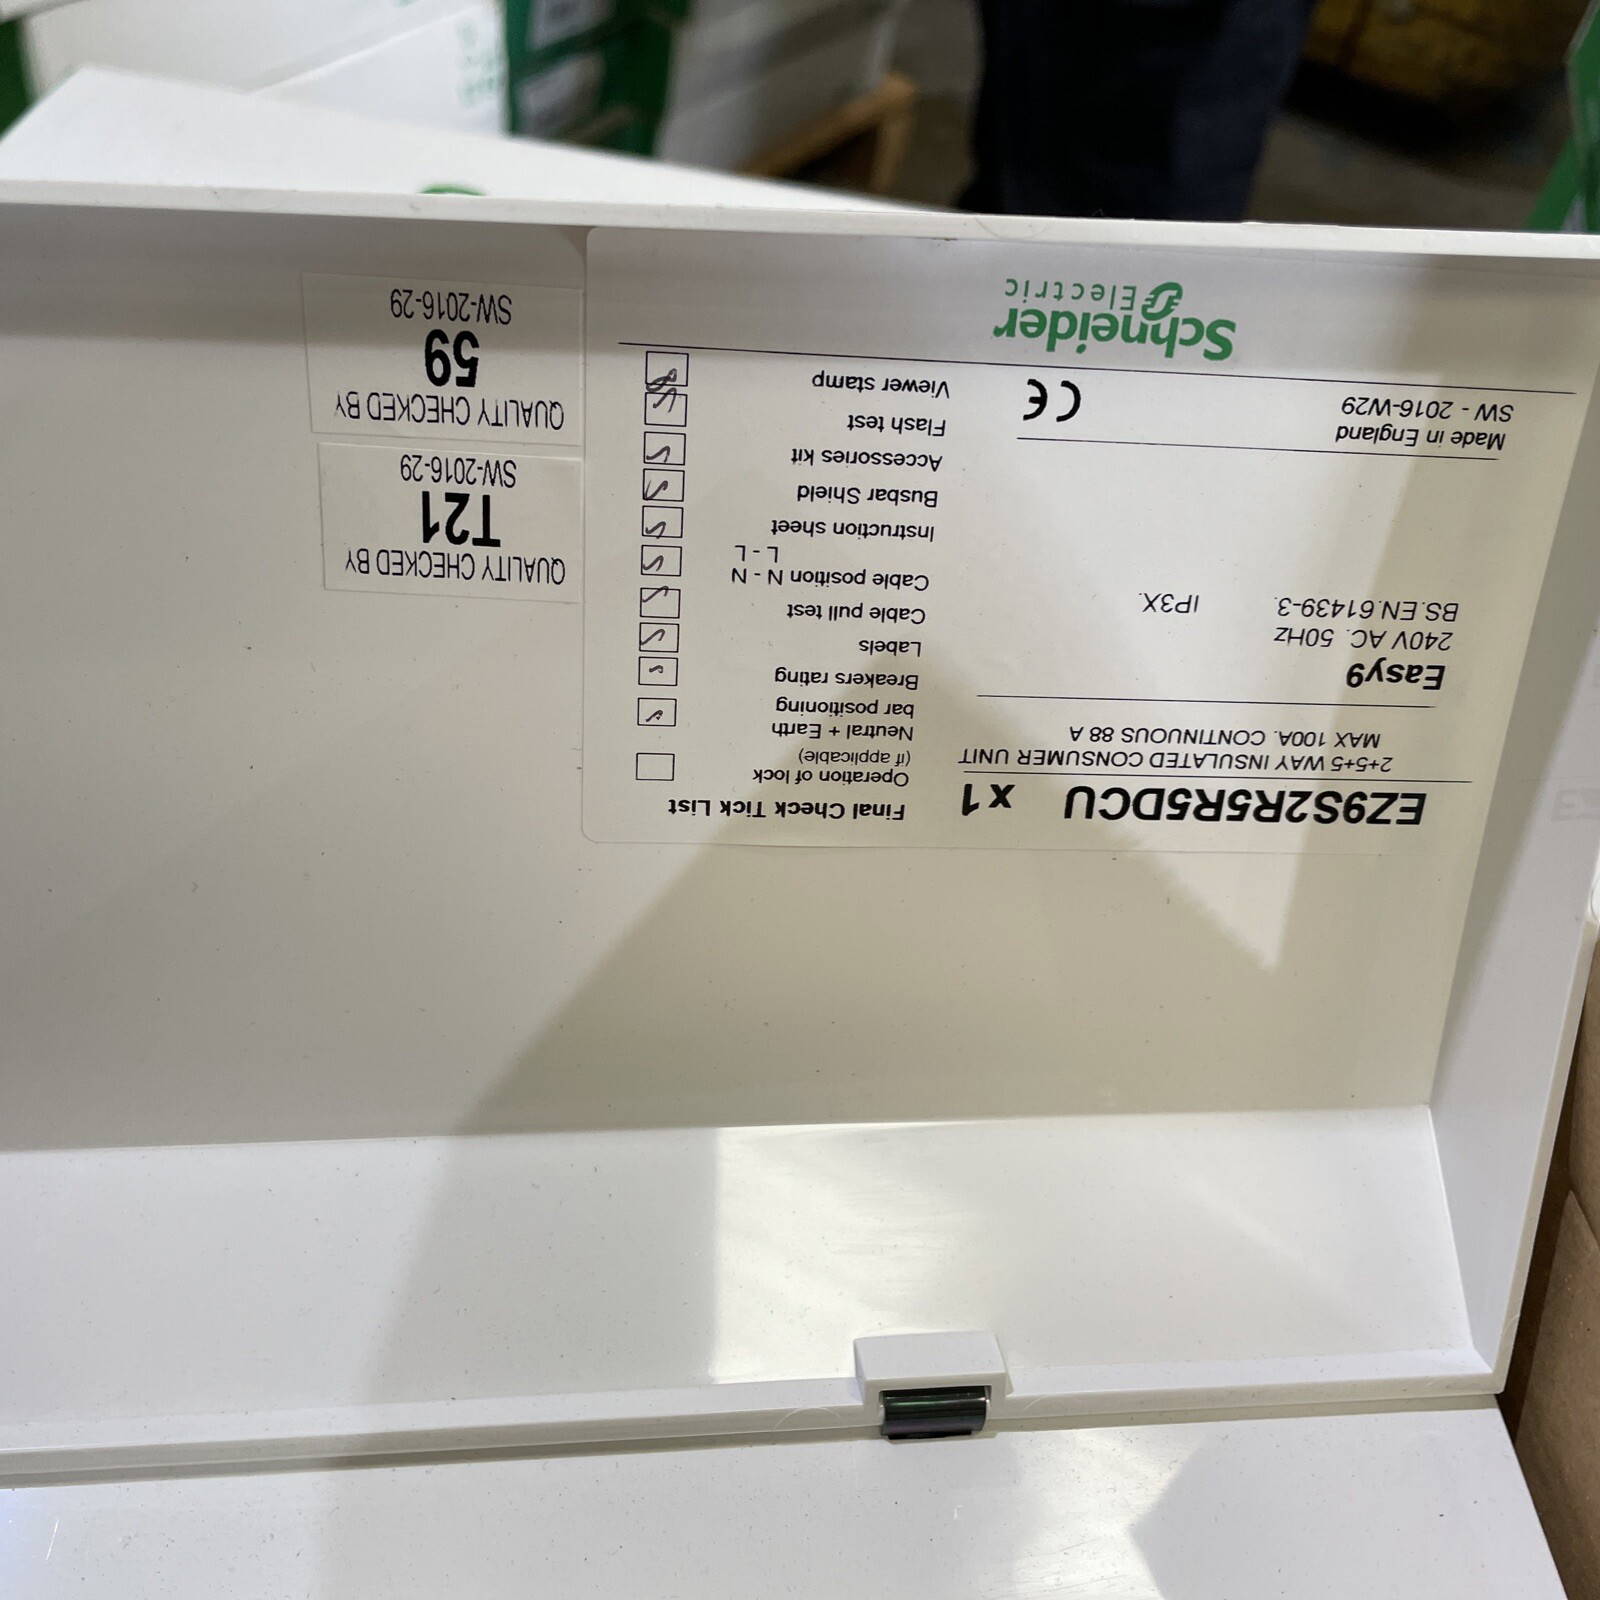 EZ9S2R5R5DCU x1
2+5+5 WAY INSULATED CONSUMER UNIT
MAX 100A. CONTINUOUS 88 A
Easy9
240V AC. 50Hz
BS.EN.61439-3. IP3X.
Made in England
SW - 2016-W29
CE
Schneider
Electric
Final Check Tick List
Operation of lock
(if applicable)
Neutral + Earth
bar positioning
Breakers rating
Labels
Cable pull test
Cable position N - N
L - L
Instruction sheet
Busbar Shield
Accessories kit
Flash test
Viewer stamp
QUALITY CHECKED BY
T21
SW-2016-29
QUALITY CHECKED BY
59
SW-2016-29